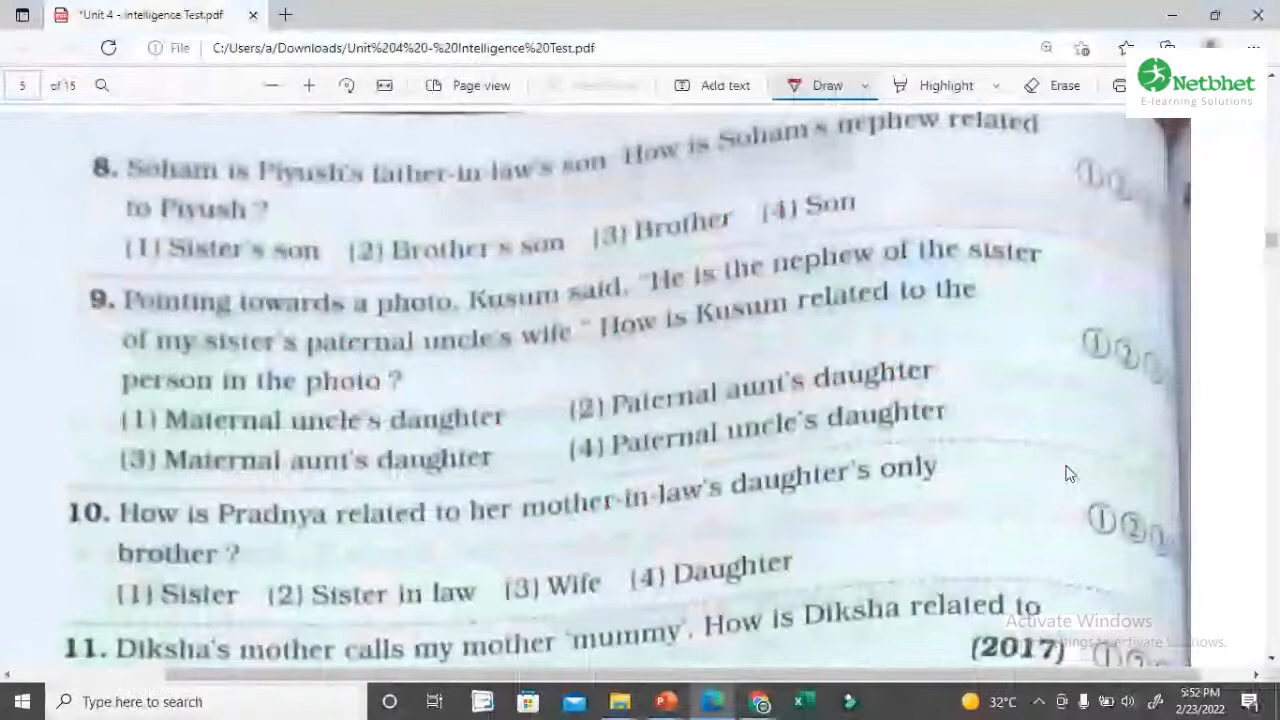 *Unit 4 - Intelligence Test.pdf
File C:/Users/a/Downloads/Unit%204%20-%20Intelligence%20Test.pdf
5 of 15 Page view Add text Draw Highlight Erase
Netbhet
E-learning Solutions
8. Soham is Piyush's father-in-law's son How is Soham's nephew related
to Piyush ?
(1) Sister's son (2) Brother's son (3) Brother (4) Son
9. Pointing towards a photo, Kusum said, "He is the nephew of the sister
of my sister's paternal uncle's wife." How is Kusum related to the
person in the photo ?
(1) Maternal uncle's daughter (2) Paternal aunt's daughter
(3) Maternal aunt's daughter (4) Paternal uncle's daughter
10. How is Pradnya related to her mother-in-law's daughter's only
brother ?
(1) Sister (2) Sister in law (3) Wife (4) Daughter
11. Diksha's mother calls my mother 'mummy'. How is Diksha related to
(2017)
Activate Windows
Type here to search
32°C
5:52 PM
2/23/2022